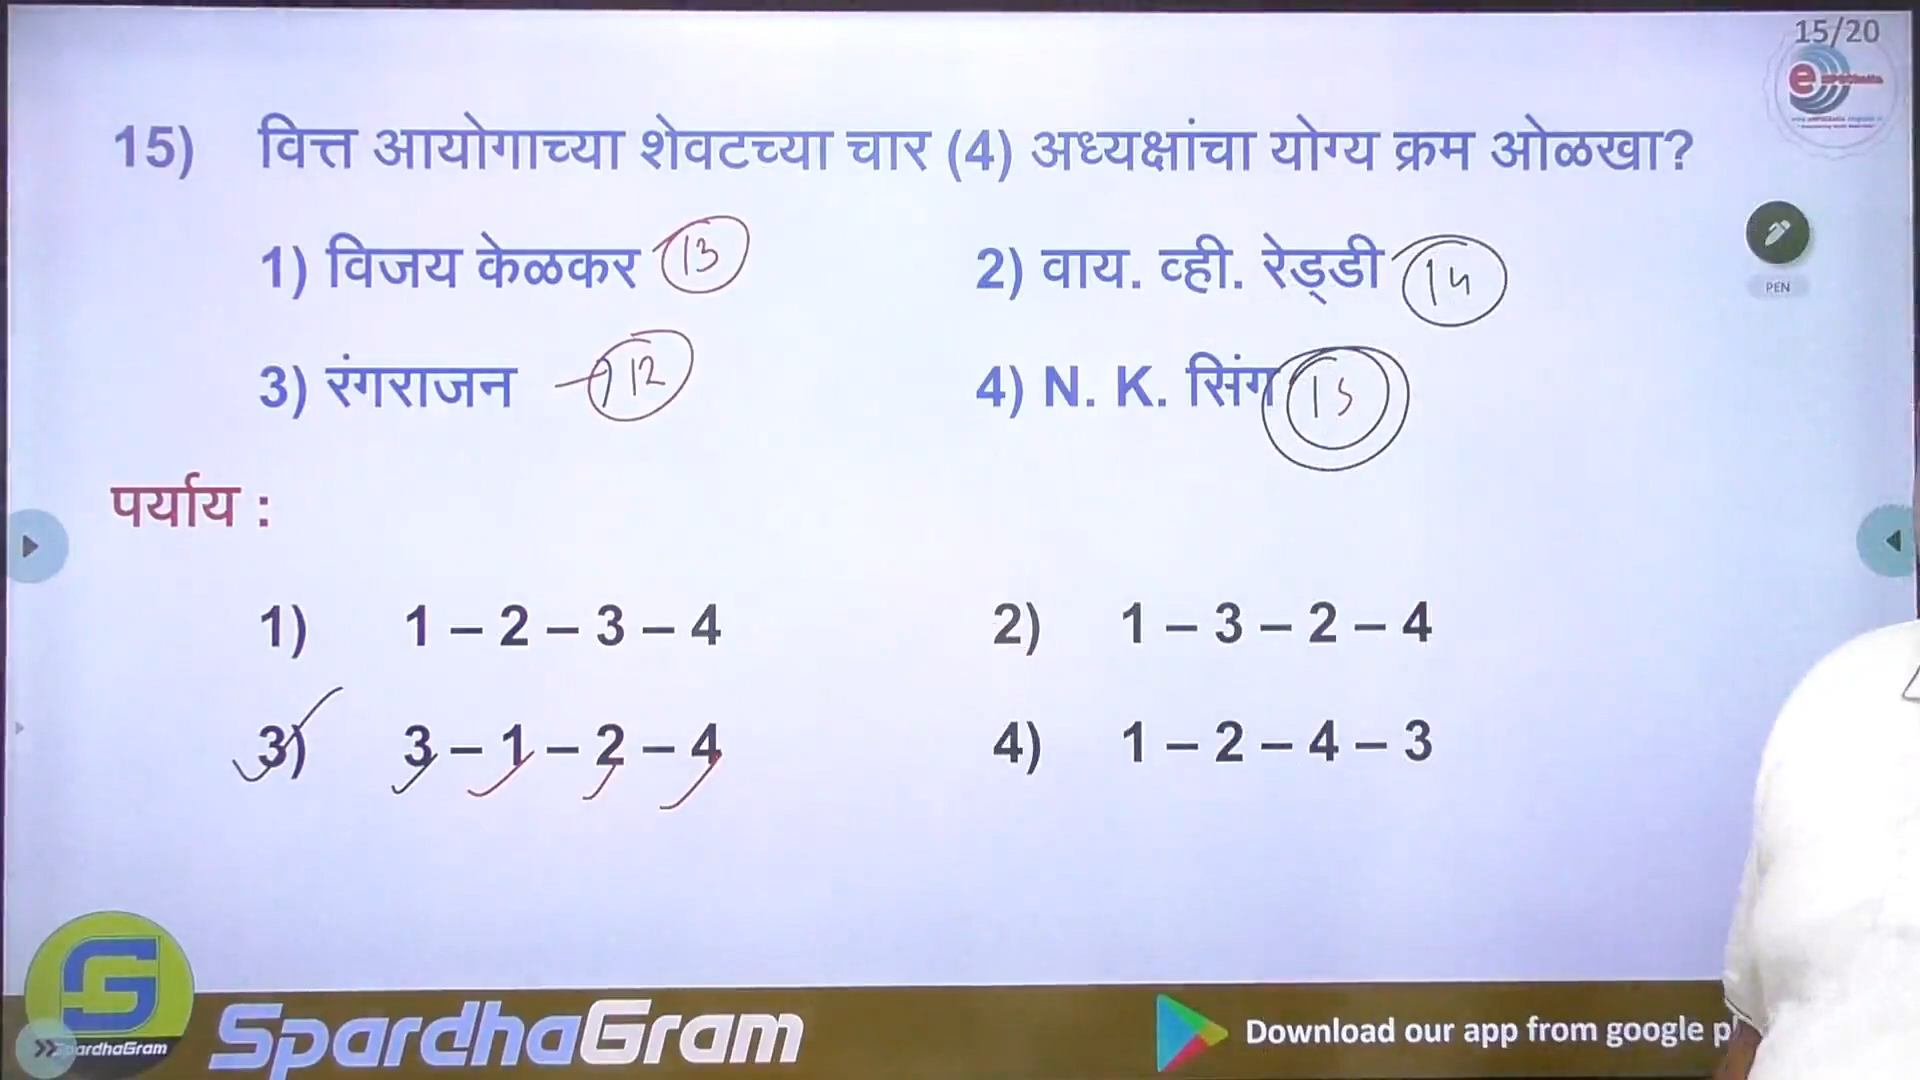 15/20
15) वित्त आयोगाच्या शेवटच्या चार (4) अध्यक्षांचा योग्य क्रम ओळखा?
1) विजय केळकर 13
2) वाय. व्ही. रेड्डी 14
PEN
3) रंगराजन 12
4) N. K. सिंग 15
पर्याय :
1) 1 – 2 – 3 – 4
2) 1 – 3 – 2 – 4
3) 3 – 1 – 2 – 4
4) 1 – 2 – 4 – 3
SpardhaGram
Download our app from google